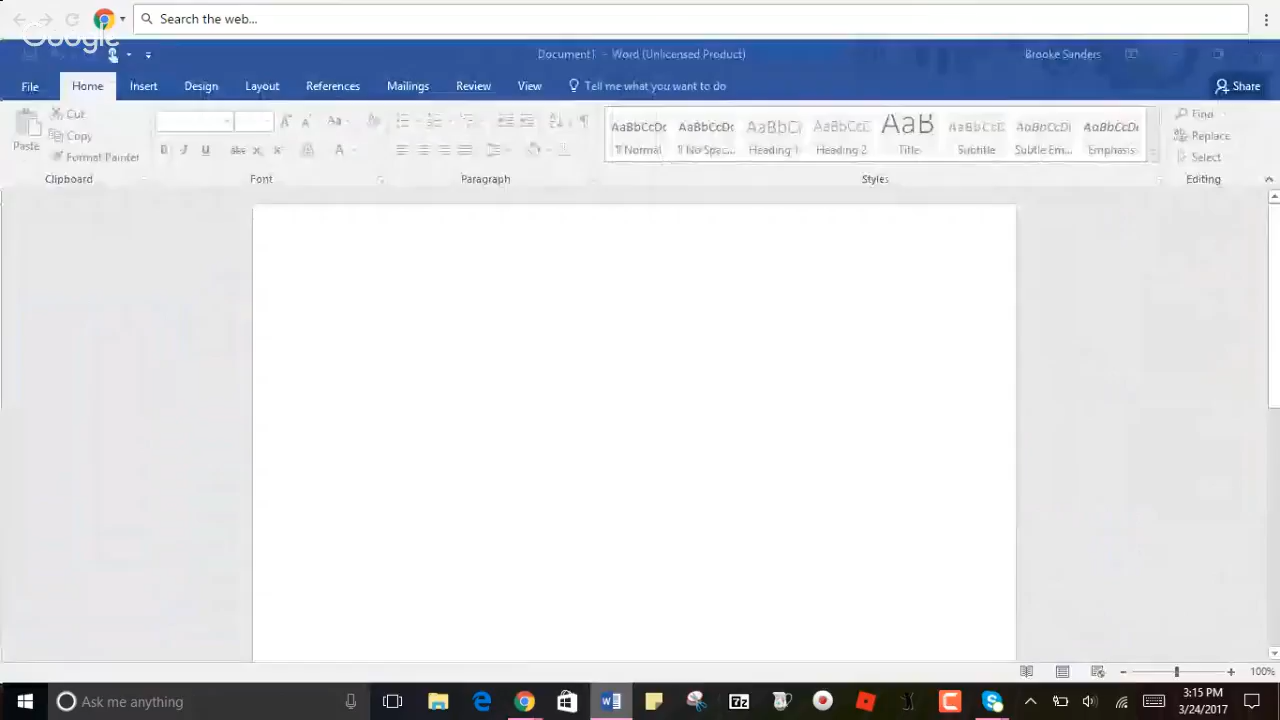 Search the web...
Google
Document1 - Word (Unlicensed Product)
Brooke Sanders
File
Home
Insert
Design
Layout
References
Mailings
Review
View
Tell me what you want to do
Share
Paste
Cut
Copy
Format Painter
Clipboard
Font
Paragraph
AaBbCcDc
¶ Normal
AaBbCcDc
¶ No Spac...
AaBbCc
Heading 1
AaBbCcC
Heading 2
AaB
Title
AaBbCcC
Subtitle
AaBbCcDc
Subtle Em...
AaBbCcDc
Emphasis
Styles
Find
Replace
Select
Editing
100%
Ask me anything
7z
3:15 PM
3/24/2017